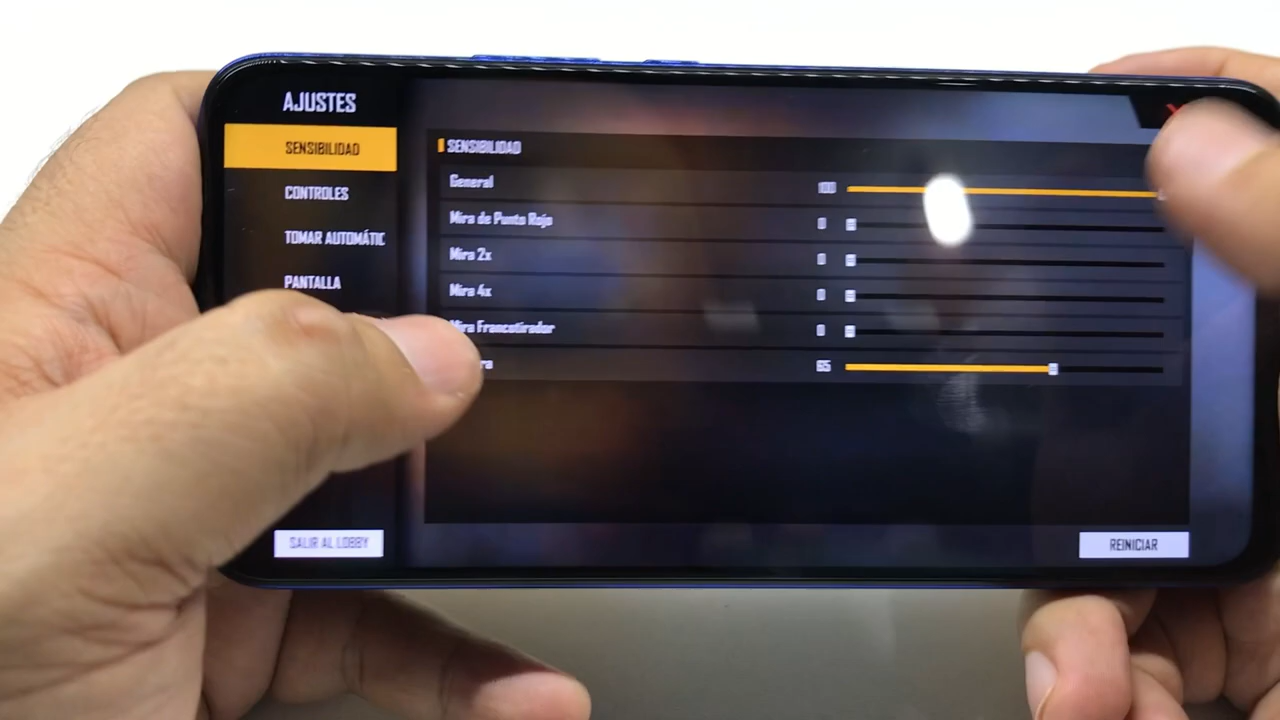 AJUSTES
SENSIBILIDAD
CONTROLES
TOMAR AUTOMÁTIC
PANTALLA
SALIR AL LOBBY
SENSIBILIDAD
General 100
Mira de Punto Rojo 0
Mira 2x 0
Mira 4x 0
Mira Francotirador 0
ra 65
REINICIAR